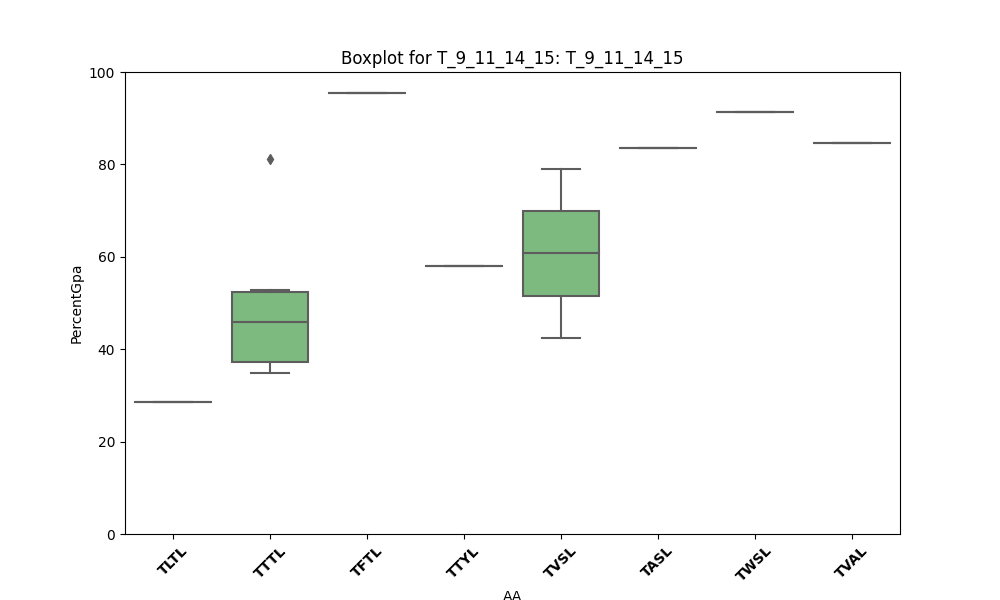 Boxplot for T_9_11_14_15: T_9_11_14_15
100
80
60
40
20
0
PercentGpa
TLTL TTTL TFTL TTYL TVSL TASL TWSL TVAL
AA